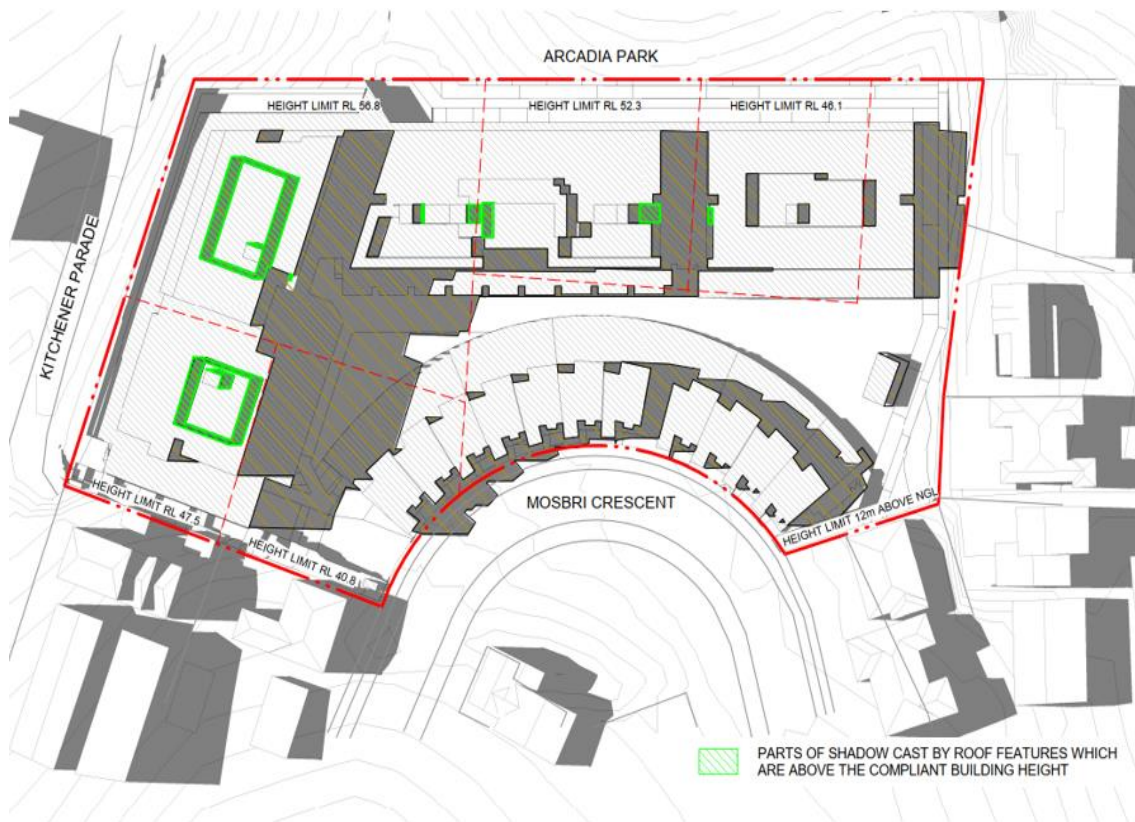 ARCADIA PARK
HEIGHT LIMIT RL 56.8
HEIGHT LIMIT RL 52.3
HEIGHT LIMIT RL 46.1
KITCHENER PARADE
MOSBRI CRESCENT
HEIGHT LIMIT RL 47.5
HEIGHT LIMIT RL 40.8
HEIGHT LIMIT 12m ABOVE NGL
PARTS OF SHADOW CAST BY ROOF FEATURES WHICH
ARE ABOVE THE COMPLIANT BUILDING HEIGHT